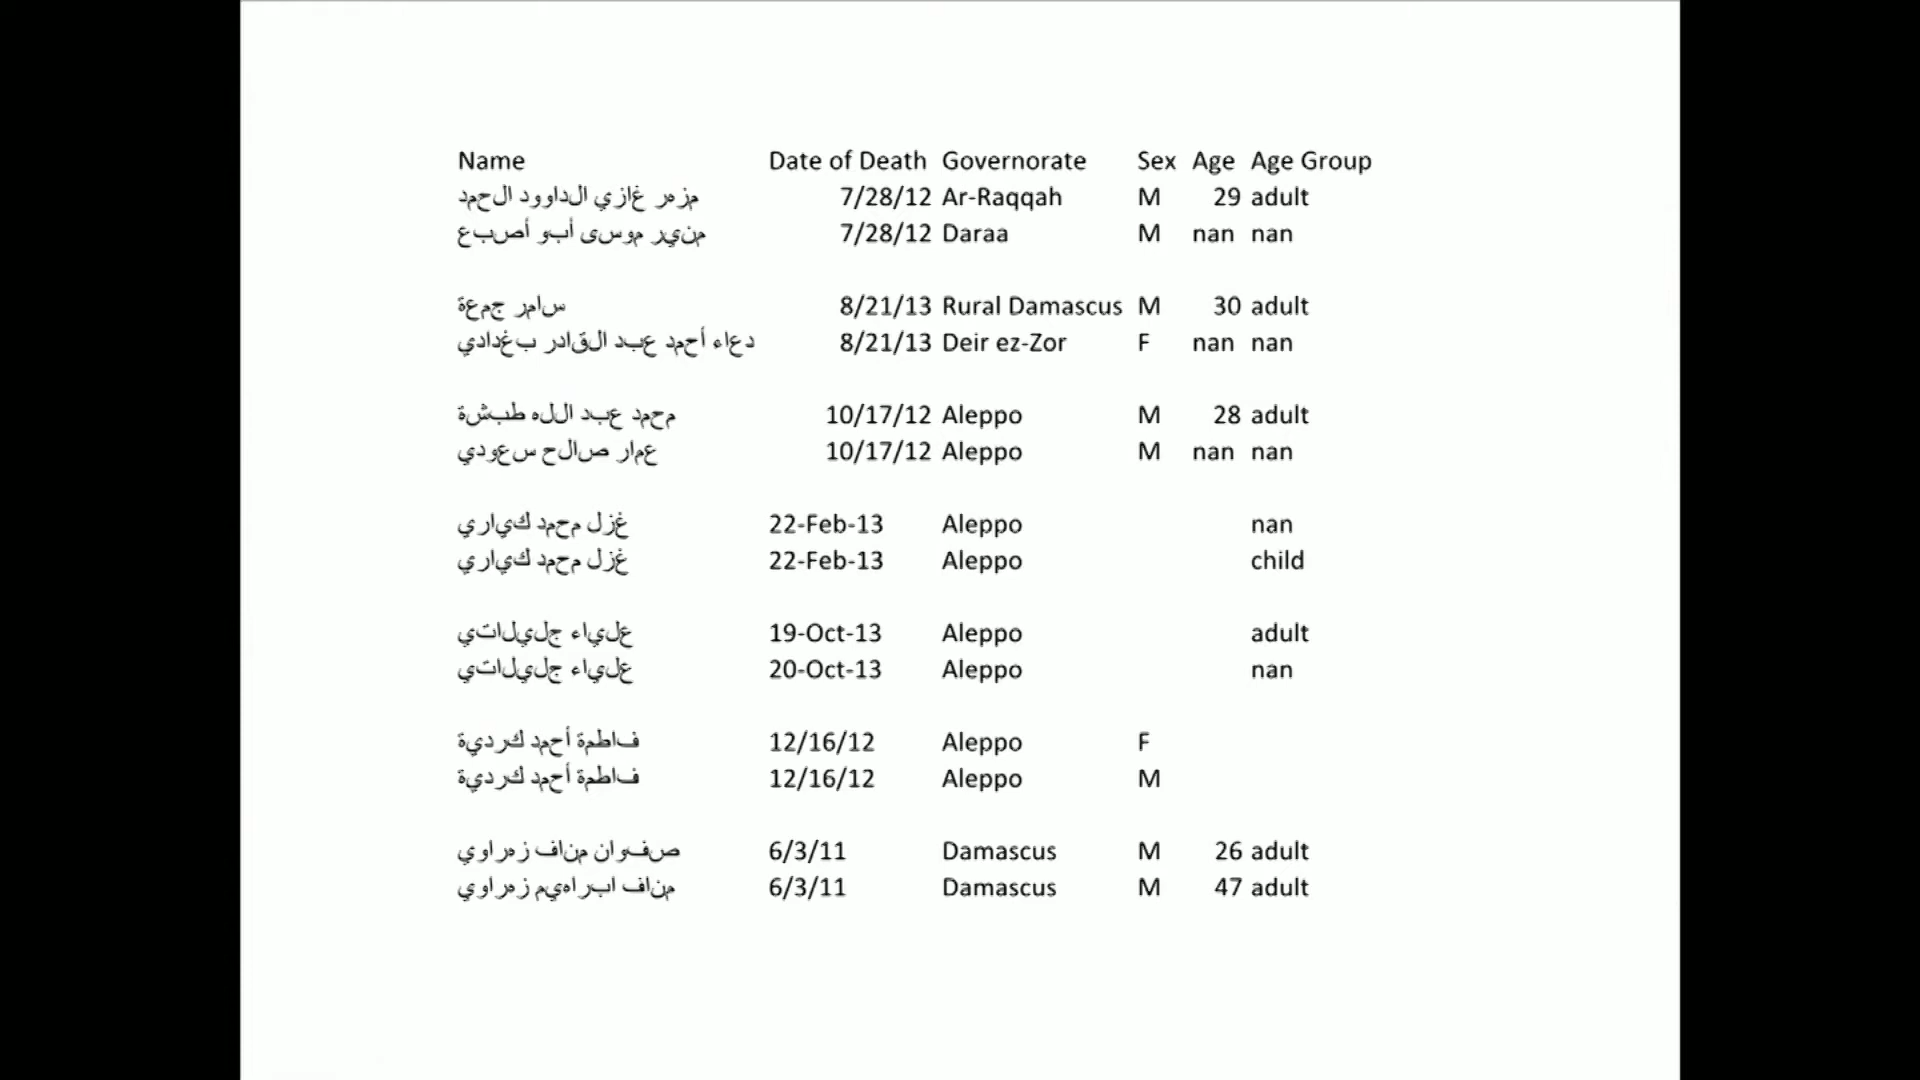 Name Date of Death Governorate Sex Age Age Group
مزهر غازي الداوود الحمد 7/28/12 Ar-Raqqah M 29 adult
منير موسى أبو أصبع 7/28/12 Daraa M nan nan
سامر جمعة 8/21/13 Rural Damascus M 30 adult
دعاء أحمد عبد القادر بغدادي 8/21/13 Deir ez-Zor F nan nan
محمد عبد الله طبشة 10/17/12 Aleppo M 28 adult
عمار صالح سعودي 10/17/12 Aleppo M nan nan
غزل محمد كياري 22-Feb-13 Aleppo nan
غزل محمد كياري 22-Feb-13 Aleppo child
علياء جليلاتي 19-Oct-13 Aleppo adult
علياء جليلاتي 20-Oct-13 Aleppo nan
فاطمة أحمد كردية 12/16/12 Aleppo F
فاطمة أحمد كردية 12/16/12 Aleppo M
صفوان مناف زهراوي 6/3/11 Damascus M 26 adult
مناف ابراهيم زهراوي 6/3/11 Damascus M 47 adult